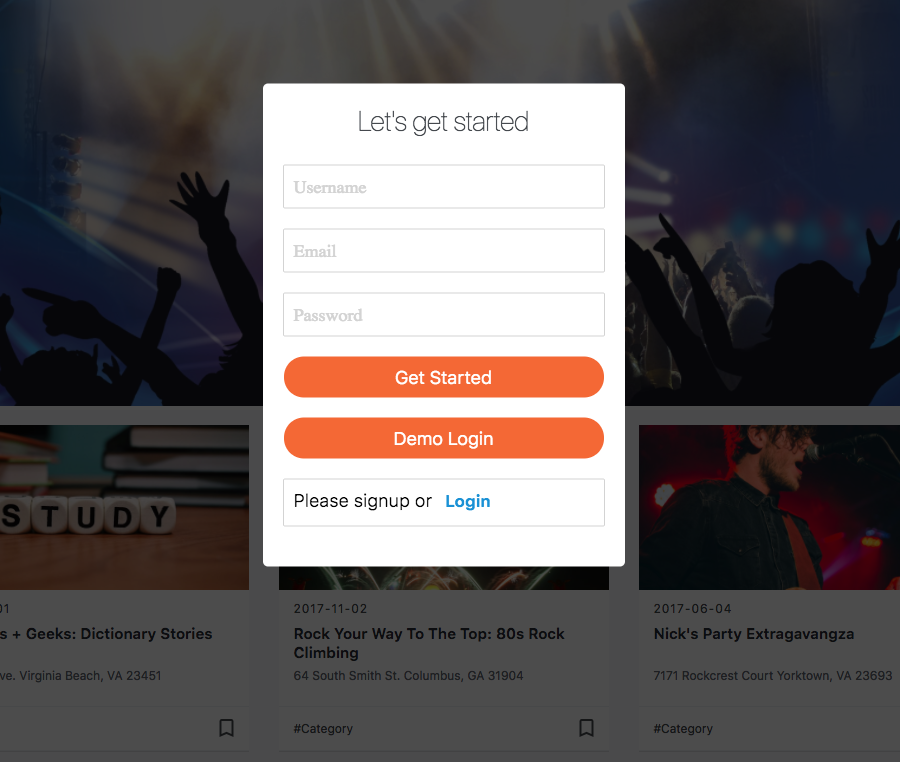 Let's get started
Username
Email
Password
Get Started
Demo Login
Please signup or Login
STUDY
01
s + Geeks: Dictionary Stories
ve. Virginia Beach, VA 23451
2017-11-02
Rock Your Way To The Top: 80s Rock
Climbing
64 South Smith St. Columbus, GA 31904
#Category
2017-06-04
Nick's Party Extravagangza
7171 Rockcrest Court Yorktown, VA 23693
#Category